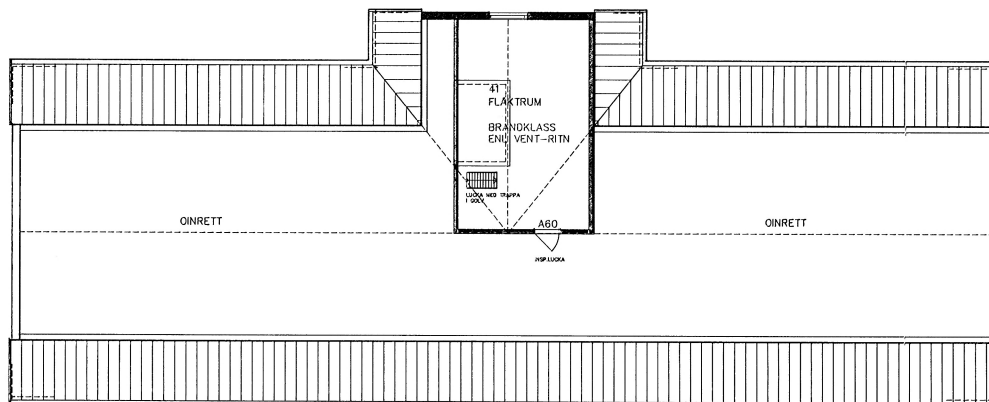 41
FLÄKTRUM
BRANDKLASS
ENL VENT-RITN
LUCKA MED TRAPPA
I GOLV
OINRETT
A60
OINRETT
INSP.LUCKA